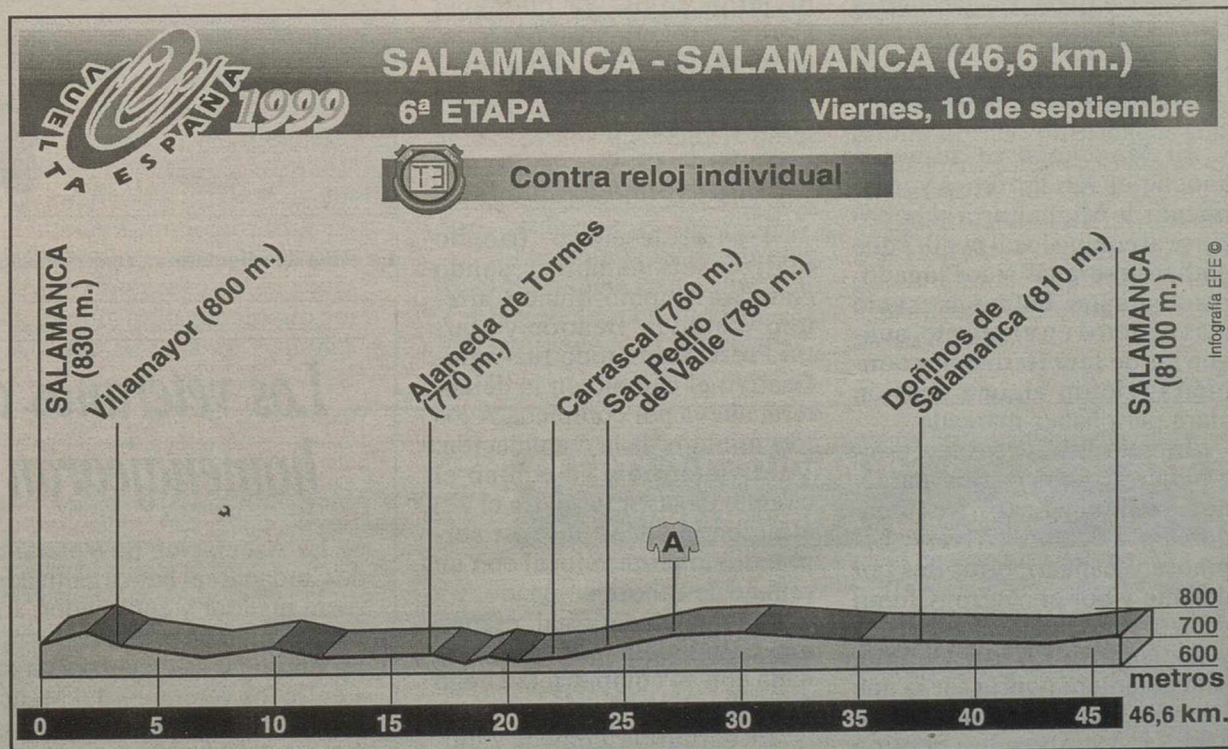 VUELTA ESPAÑA
1999
SALAMANCA - SALAMANCA (46,6 km.)
6ª ETAPA
Viernes, 10 de septiembre
T3
Contra reloj individual
SALAMANCA
(830 m.)
Villamayor (800 m.)
Alameda de Tormes
(770 m.)
Carrascal (760 m.)
San Pedro
del Valle (780 m.)
A
Doñinos de
Salamanca (810 m.)
SALAMANCA
(8100 m.)
Infografía EFE ©
800
700
600
metros
0 5 10 15 20 25 30 35 40 45 46,6 km.